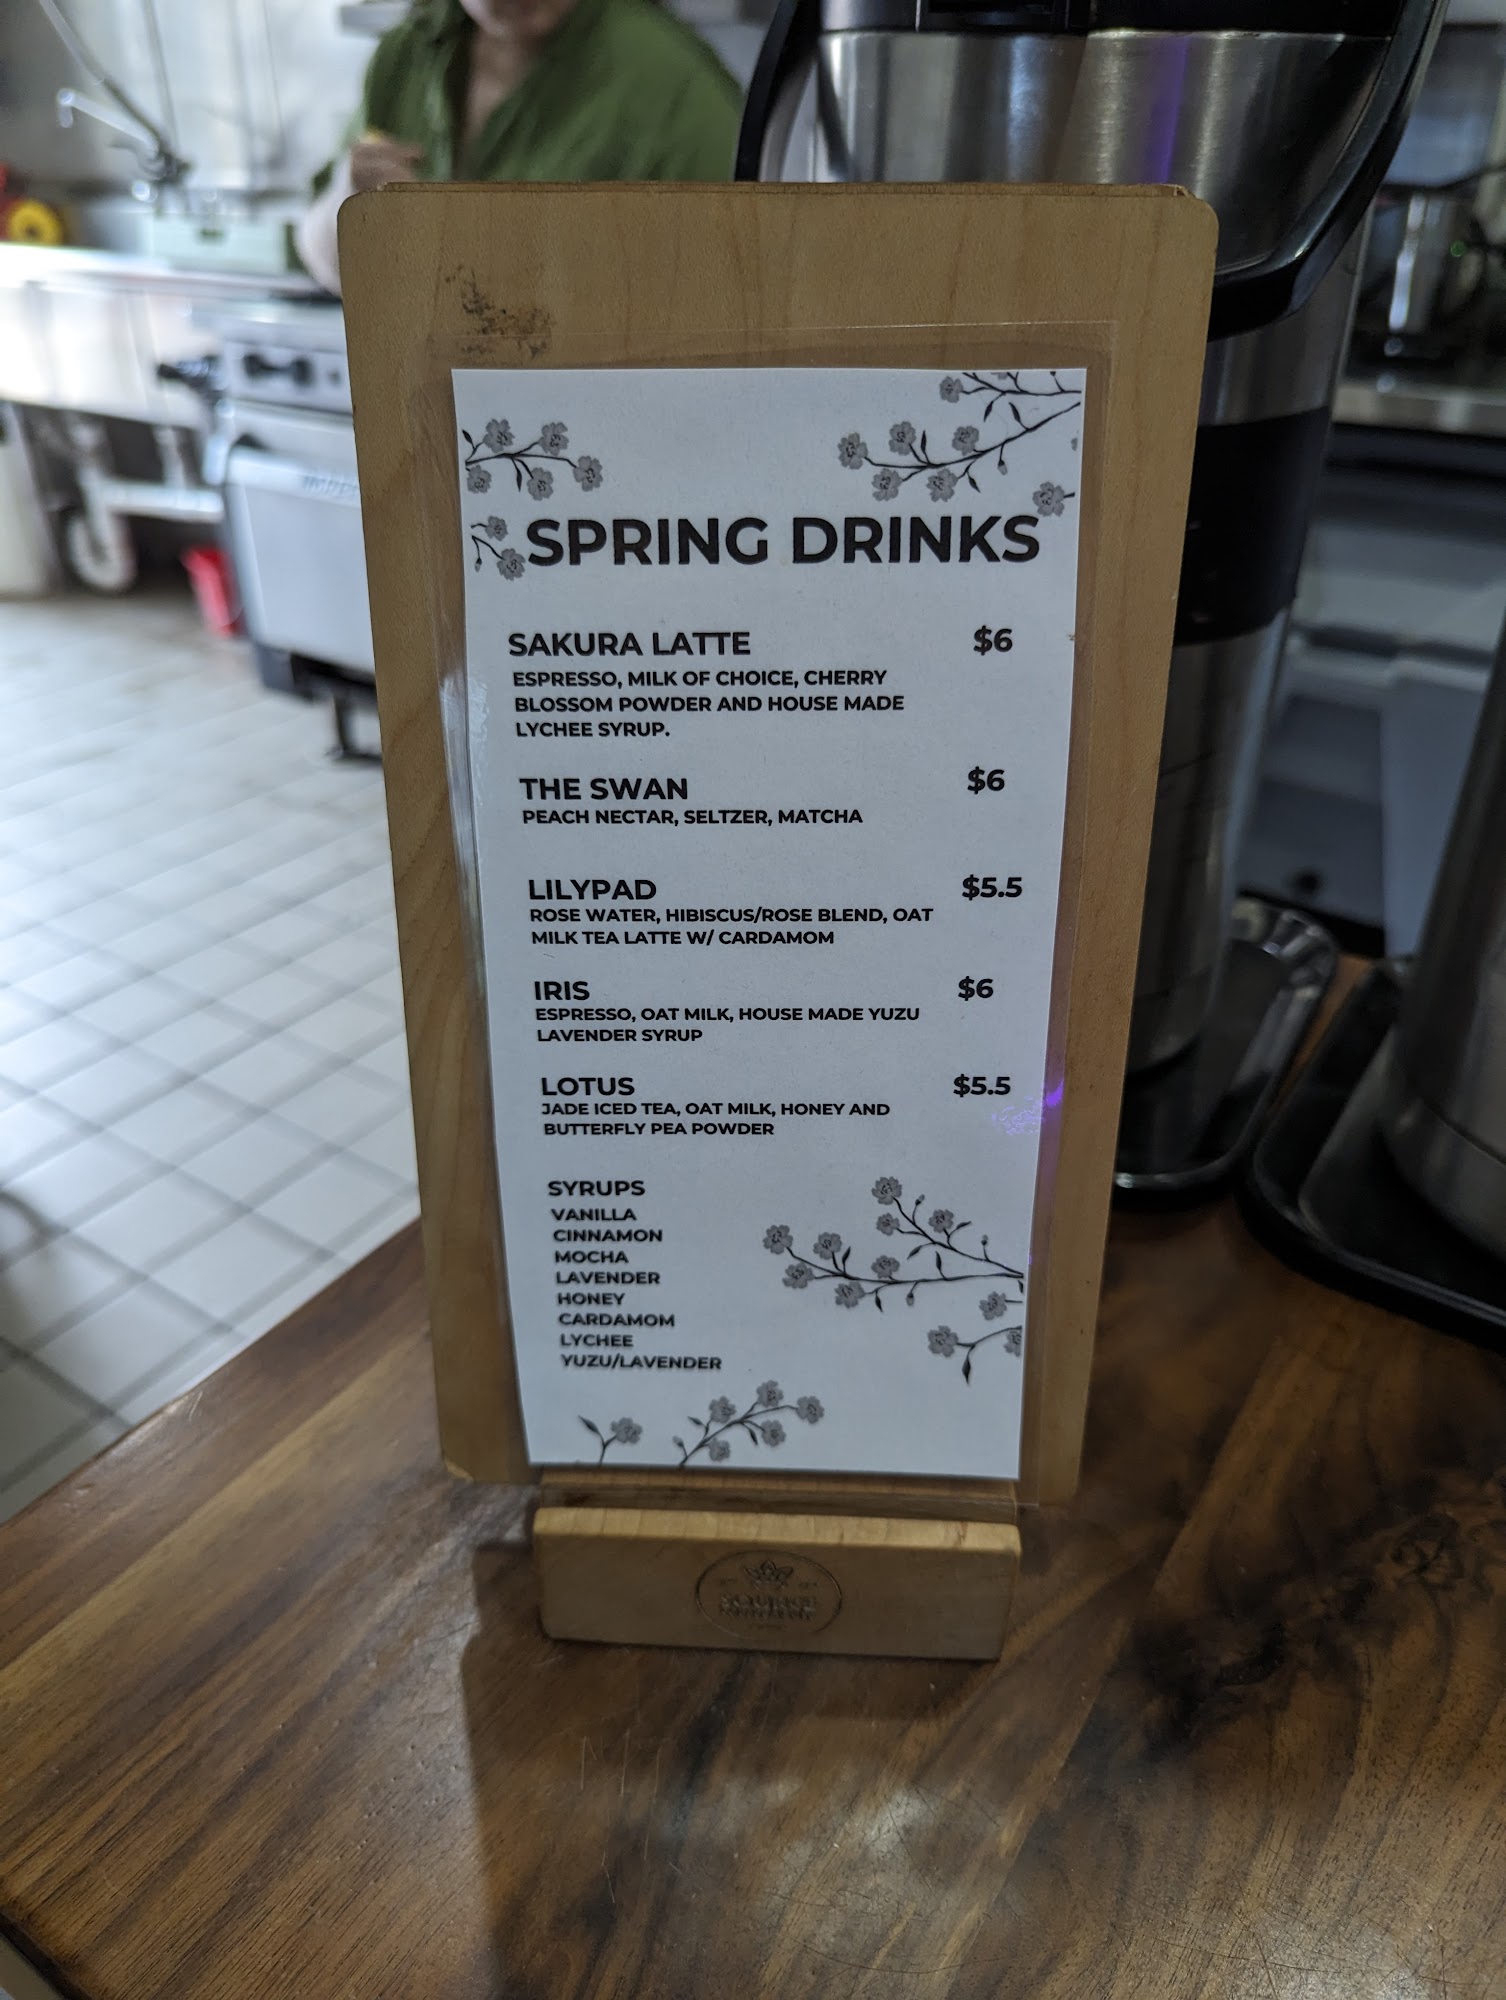 SPRING DRINKS
SAKURA LATTE $6
ESPRESSO, MILK OF CHOICE, CHERRY
BLOSSOM POWDER AND HOUSE MADE
LYCHEE SYRUP.
THE SWAN $6
PEACH NECTAR, SELTZER, MATCHA
LILYPAD $5.5
ROSE WATER, HIBISCUS/ROSE BLEND, OAT
MILK TEA LATTE W/ CARDAMOM
IRIS $6
ESPRESSO, OAT MILK, HOUSE MADE YUZU
LAVENDER SYRUP
LOTUS $5.5
JADE ICED TEA, OAT MILK, HONEY AND
BUTTERFLY PEA POWDER
SYRUPS
VANILLA
CINNAMON
MOCHA
LAVENDER
HONEY
CARDAMOM
LYCHEE
YUZU/LAVENDER